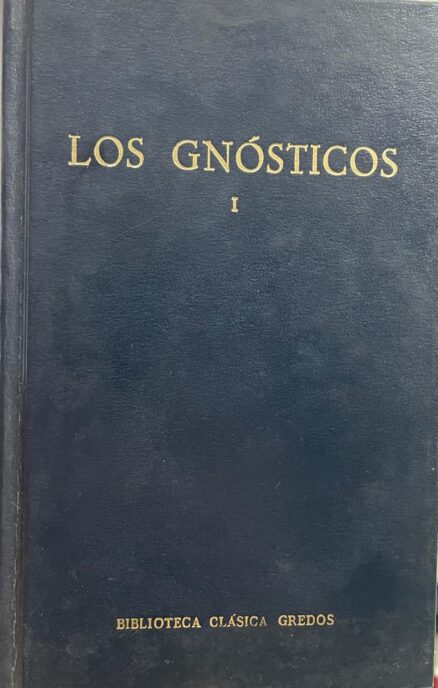 LOS GNÓSTICOS
I
BIBLIOTECA CLÁSICA GREDOS